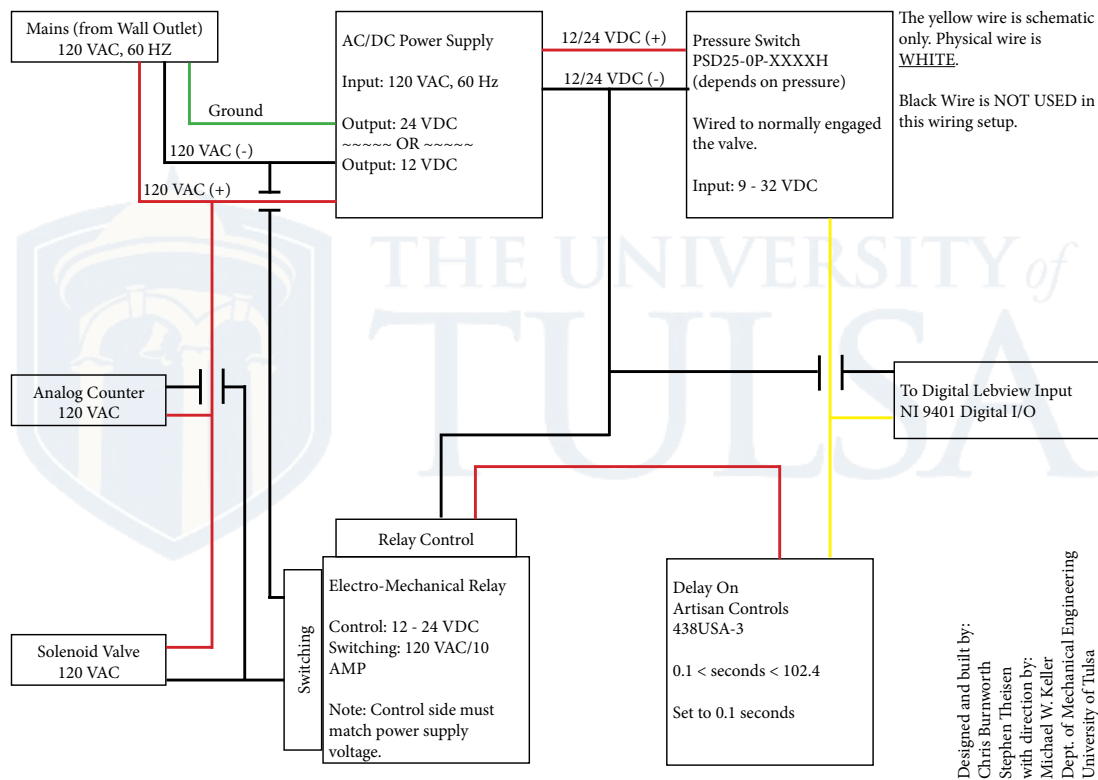 Mains (from Wall Outlet)
120 VAC, 60 HZ
Ground
120 VAC (-)
120 VAC (+)
AC/DC Power Supply
Input: 120 VAC, 60 Hz
Output: 24 VDC
~~~~~ OR ~~~~~
Output: 12 VDC
12/24 VDC (+)
12/24 VDC (-)
Pressure Switch
PSD25-0P-XXXXH
(depends on pressure)
Wired to normally engaged
the valve.
Input: 9 - 32 VDC
The yellow wire is schematic
only. Physical wire is
WHITE.
Black Wire is NOT USED in
this wiring setup.
THE UNIVERSITY of
TULSA
Analog Counter
120 VAC
To Digital Lebview Input
NI 9401 Digital I/O
Solenoid Valve
120 VAC
Switching
Relay Control
Electro-Mechanical Relay
Control: 12 - 24 VDC
Switching: 120 VAC/10
AMP
Note: Control side must
match power supply
voltage.
Delay On
Artisan Controls
438USA-3
0.1 < seconds < 102.4
Set to 0.1 seconds
Designed and built by:
Chris Burnworth
Stephen Theisen
with direction by:
Michael W. Keller
Dept. of Mechanical Engineering
University of Tulsa